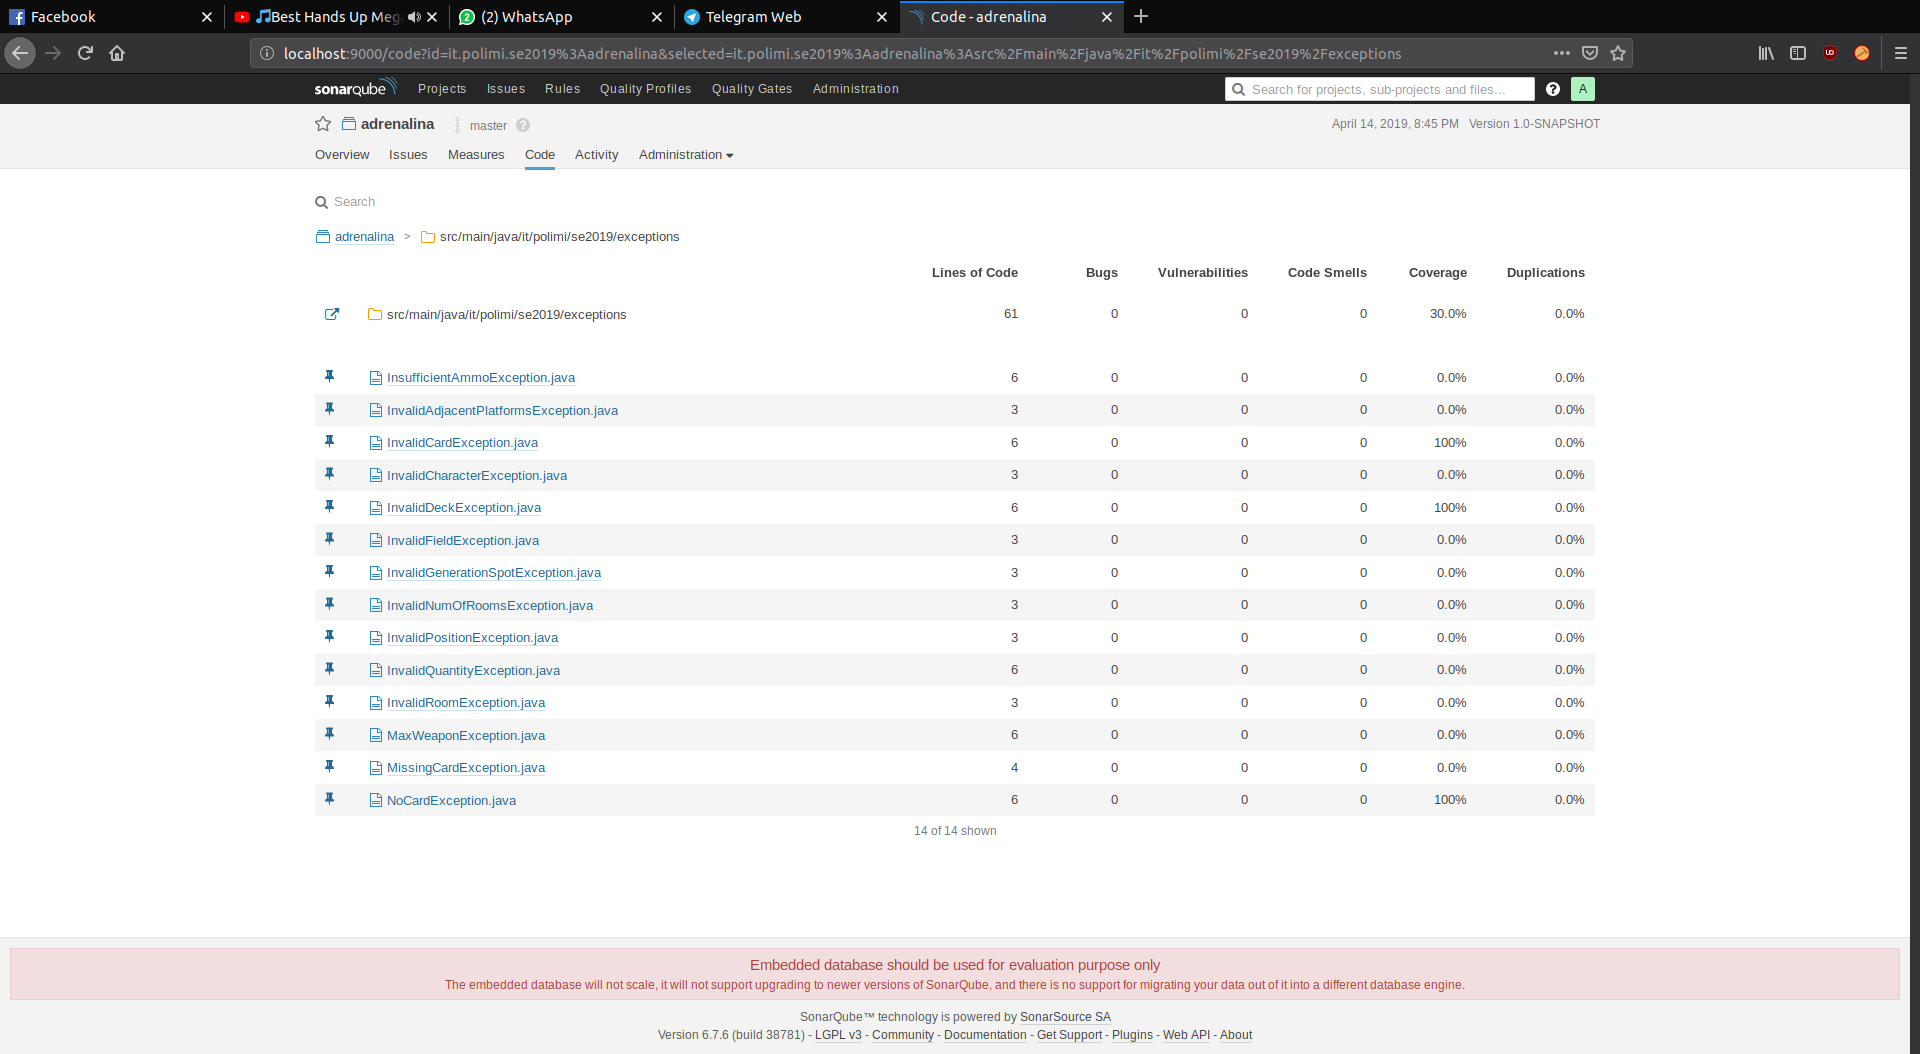 Facebook
Best Hands Up Meg
(2) WhatsApp
Telegram Web
Code - adrenalina
localhost:9000/code?id=it.polimi.se2019%3Aadrenalina&selected=it.polimi.se2019%3Aadrenalina%3Asrc%2Fmain%2Fjava%2Fit%2Fpolimi%2Fse2019%2Fexceptions
sonarqube Projects Issues Rules Quality Profiles Quality Gates Administration Search for projects, sub-projects and files... A
adrenalina master April 14, 2019, 8:45 PM Version 1.0-SNAPSHOT
Overview Issues Measures Code Activity Administration
Search
adrenalina > src/main/java/it/polimi/se2019/exceptions
Lines of Code Bugs Vulnerabilities Code Smells Coverage Duplications
src/main/java/it/polimi/se2019/exceptions 61 0 0 0 30.0% 0.0%
InsufficientAmmoException.java 6 0 0 0 0.0% 0.0%
InvalidAdjacentPlatformsException.java 3 0 0 0 0.0% 0.0%
InvalidCardException.java 6 0 0 0 100% 0.0%
InvalidCharacterException.java 3 0 0 0 0.0% 0.0%
InvalidDeckException.java 6 0 0 0 100% 0.0%
InvalidFieldException.java 3 0 0 0 0.0% 0.0%
InvalidGenerationSpotException.java 3 0 0 0 0.0% 0.0%
InvalidNumOfRoomsException.java 3 0 0 0 0.0% 0.0%
InvalidPositionException.java 3 0 0 0 0.0% 0.0%
InvalidQuantityException.java 6 0 0 0 0.0% 0.0%
InvalidRoomException.java 3 0 0 0 0.0% 0.0%
MaxWeaponException.java 6 0 0 0 0.0% 0.0%
MissingCardException.java 4 0 0 0 0.0% 0.0%
NoCardException.java 6 0 0 0 100% 0.0%
14 of 14 shown
Embedded database should be used for evaluation purpose only
The embedded database will not scale, it will not support upgrading to newer versions of SonarQube, and there is no support for migrating your data out of it into a different database engine.
SonarQube™ technology is powered by SonarSource SA
Version 6.7.6 (build 38781) - LGPL v3 - Community - Documentation - Get Support - Plugins - Web API - About